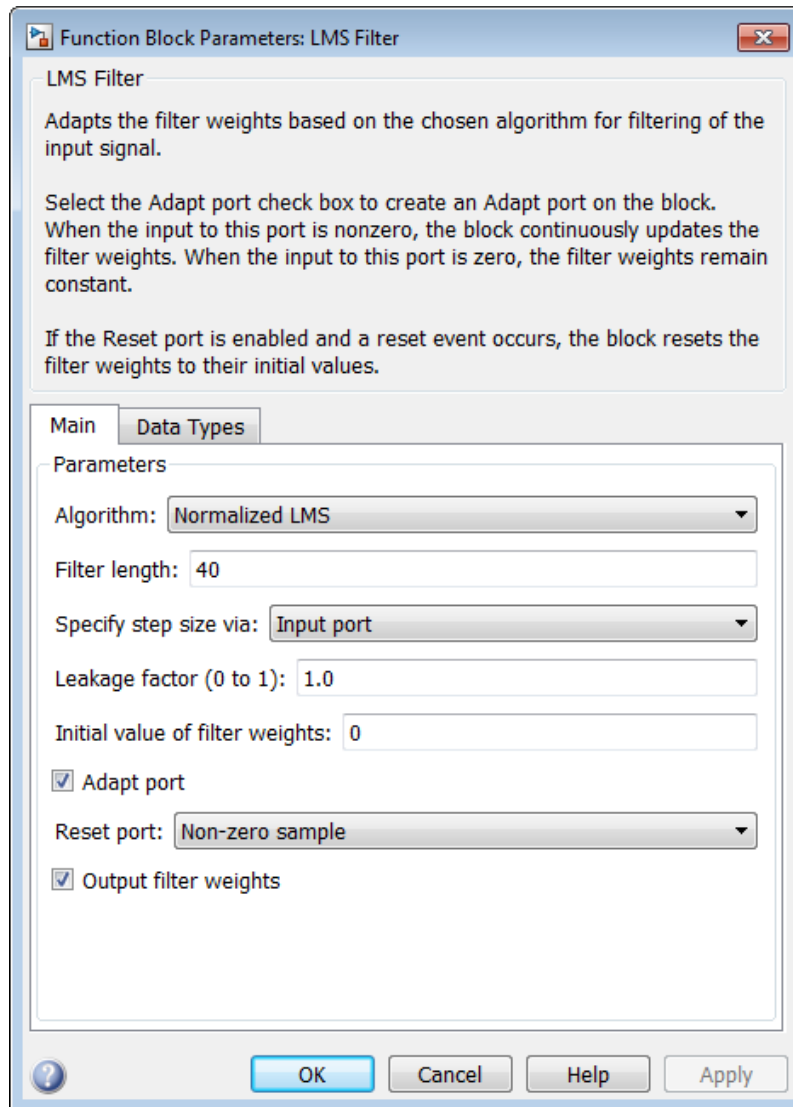 Function Block Parameters: LMS Filter
LMS Filter
Adapts the filter weights based on the chosen algorithm for filtering of the
input signal.
Select the Adapt port check box to create an Adapt port on the block.
When the input to this port is nonzero, the block continuously updates the
filter weights. When the input to this port is zero, the filter weights remain
constant.
If the Reset port is enabled and a reset event occurs, the block resets the
filter weights to their initial values.
Main Data Types
Parameters
Algorithm: Normalized LMS
Filter length: 40
Specify step size via: Input port
Leakage factor (0 to 1): 1.0
Initial value of filter weights: 0
Adapt port
Reset port: Non-zero sample
Output filter weights
? OK Cancel Help Apply